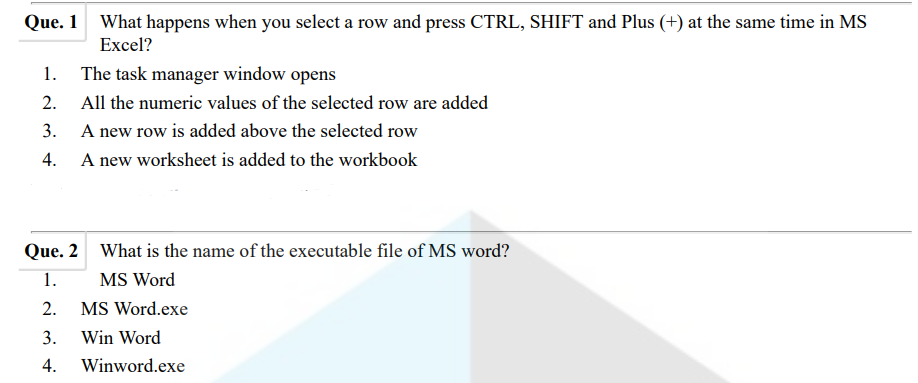 Que. 1 What happens when you select a row and press CTRL, SHIFT and Plus (+) at the same time in MS
Excel?
1. The task manager window opens
2. All the numeric values of the selected row are added
3. A new row is added above the selected row
4. A new worksheet is added to the workbook
Que. 2 What is the name of the executable file of MS word?
1. MS Word
2. MS Word.exe
3. Win Word
4. Winword.exe